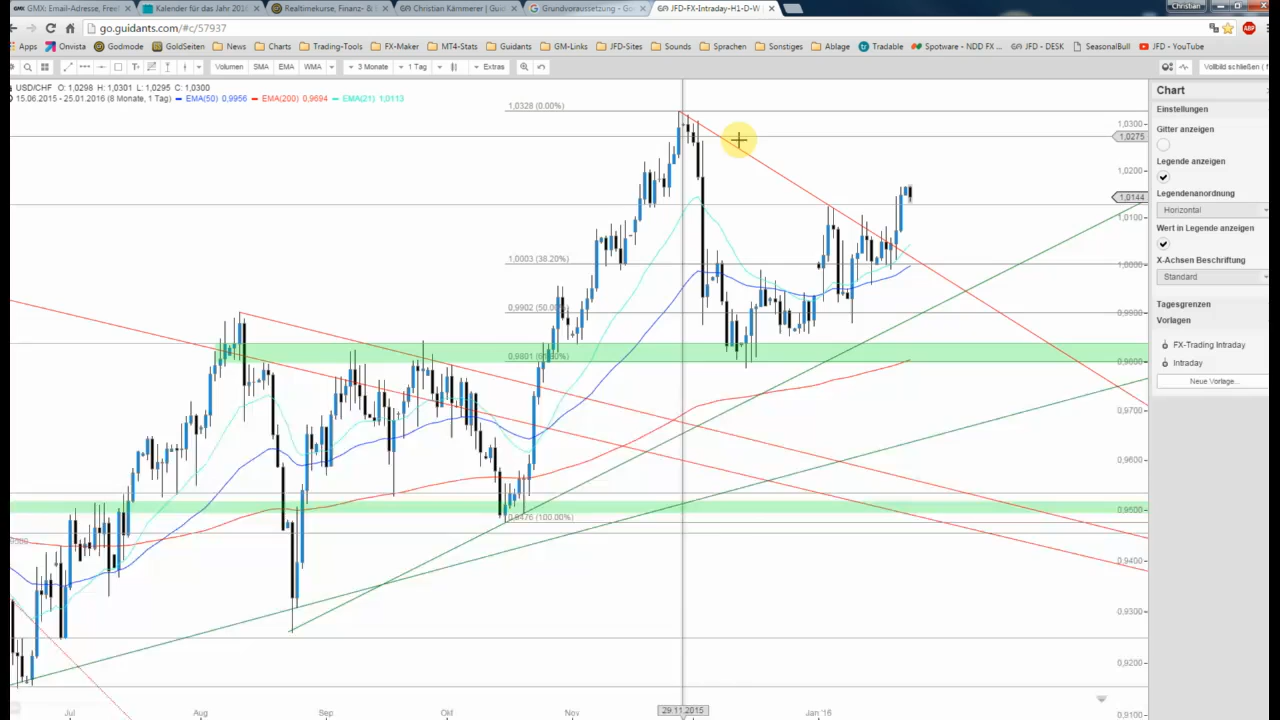 GMX: Email-Adresse, FreeM
Kalender für das Jahr 2016
Realtimekurse, Finanz- & B
Christian Kämmerer | Guid
Grundvoraussetzung - Goo
JFD-FX-Intraday-H1-D-W
Christian
go.guidants.com/#c/57937
Apps
Onvista
Godmode
GoldSeiten
News
Charts
Trading-Tools
FX-Maker
MT4-Stats
Guidants
GM-Links
JFD-Sites
Sounds
Sprachen
Sonstiges
Ablage
Tradable
Spotware - NDD FX ...
JFD - DESK
SeasonalBull
JFD - YouTube
Volumen
SMA
EMA
WMA
3 Monate
1 Tag
Extras
Vollbild schließen ( f
USD/CHF O: 1,0298 H: 1,0301 L: 1,0295 C: 1,0300
15.06.2015 - 25.01.2016 (8 Monate, 1 Tag) EMA(50) 0,9956 EMA(200) 0,9694 EMA(21) 1,0113
1,0328 (0.00%)
1,0003 (38.20%)
0,9902 (50.00%)
0,9801 (61.80%)
0,9476 (100.00%)
1,0300
1,0275
1,0200
1,0144
1,0100
1,0000
0,9900
0,9800
0,9700
0,9600
0,9500
0,9400
0,9300
0,9200
0,9100
Jul
Aug
Sep
Okt
Nov
29.11.2015
Jan '16
Chart
Einstellungen
Gitter anzeigen
Legende anzeigen
Legendenanordnung
Horizontal
Wert in Legende anzeigen
X-Achsen Beschriftung
Standard
Tagesgrenzen
Vorlagen
FX-Trading Intraday
Intraday
Neue Vorlage...